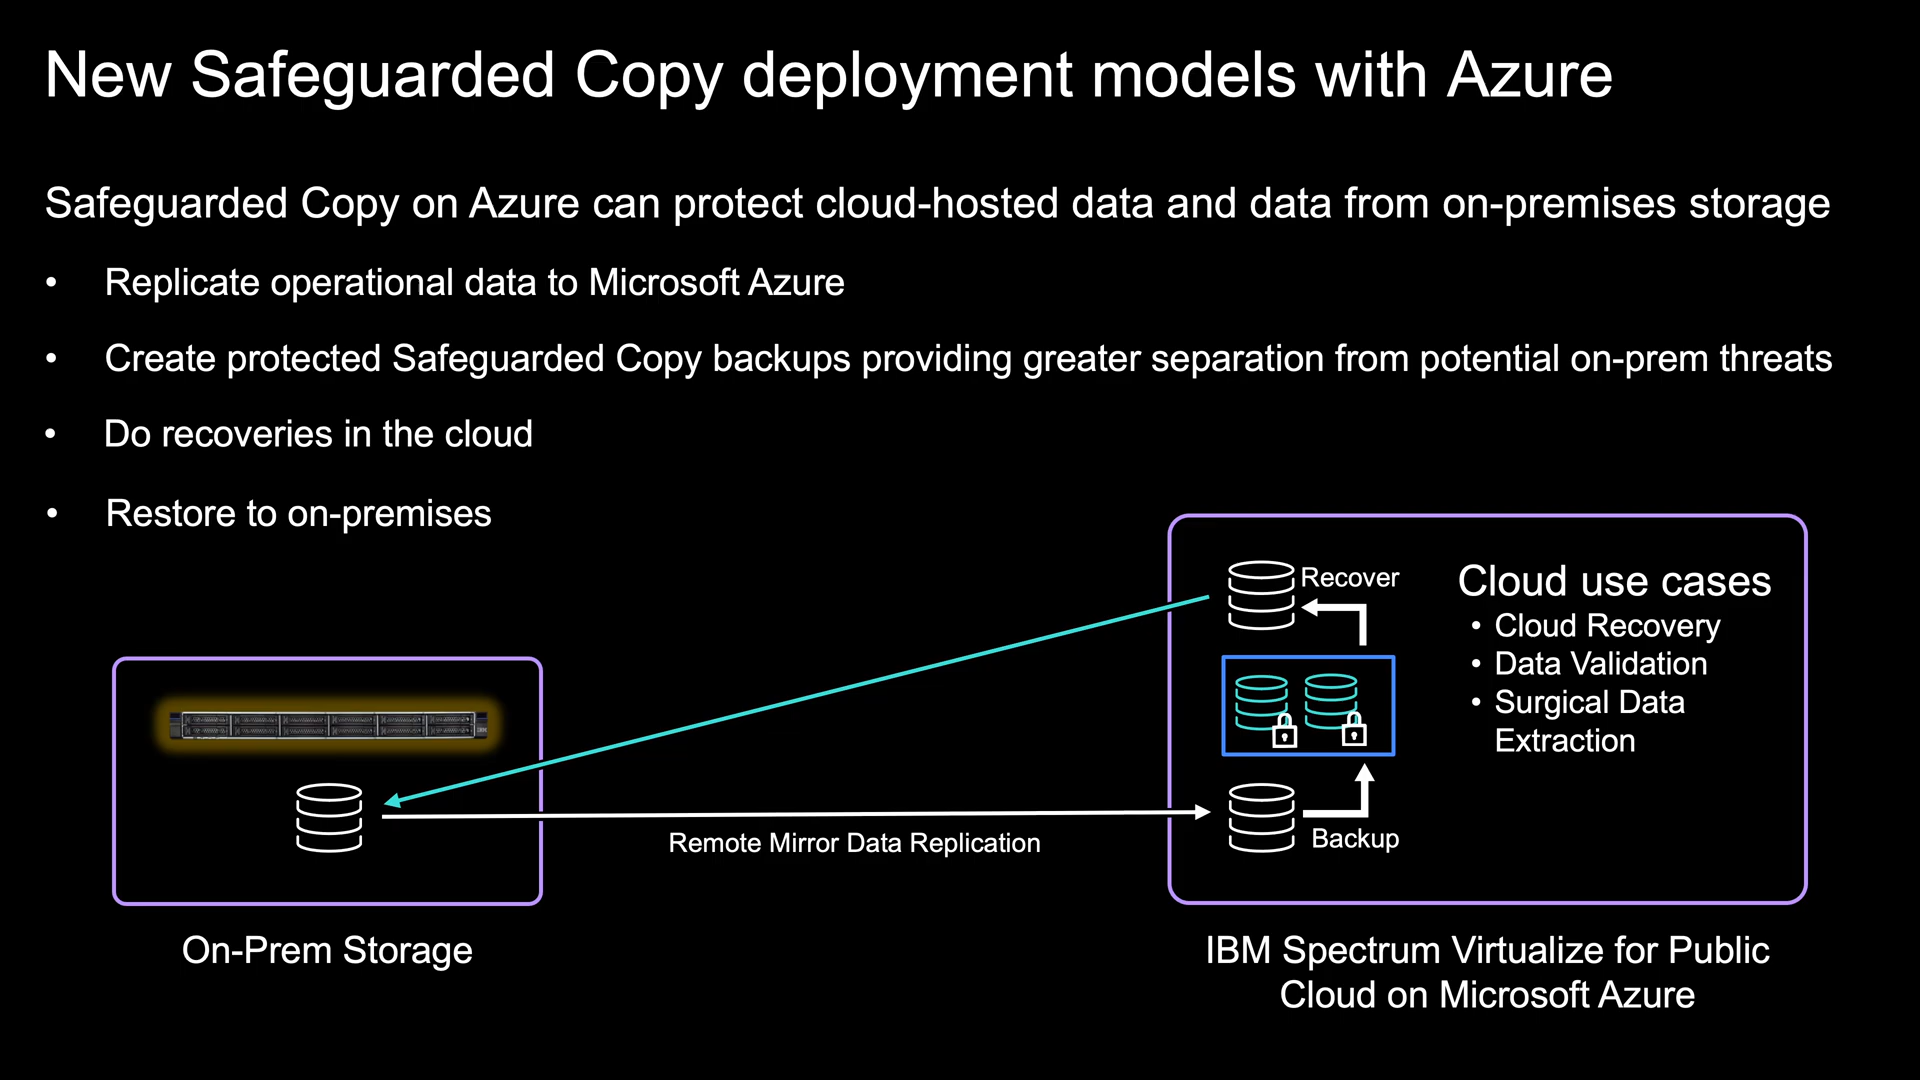 New Safeguarded Copy deployment models with Azure
Safeguarded Copy on Azure can protect cloud-hosted data and data from on-premises storage
• Replicate operational data to Microsoft Azure
• Create protected Safeguarded Copy backups providing greater separation from potential on-prem threats
• Do recoveries in the cloud
• Restore to on-premises
Recover
Cloud use cases
• Cloud Recovery
• Data Validation
• Surgical Data
Extraction
Remote Mirror Data Replication
Backup
On-Prem Storage
IBM Spectrum Virtualize for Public
Cloud on Microsoft Azure